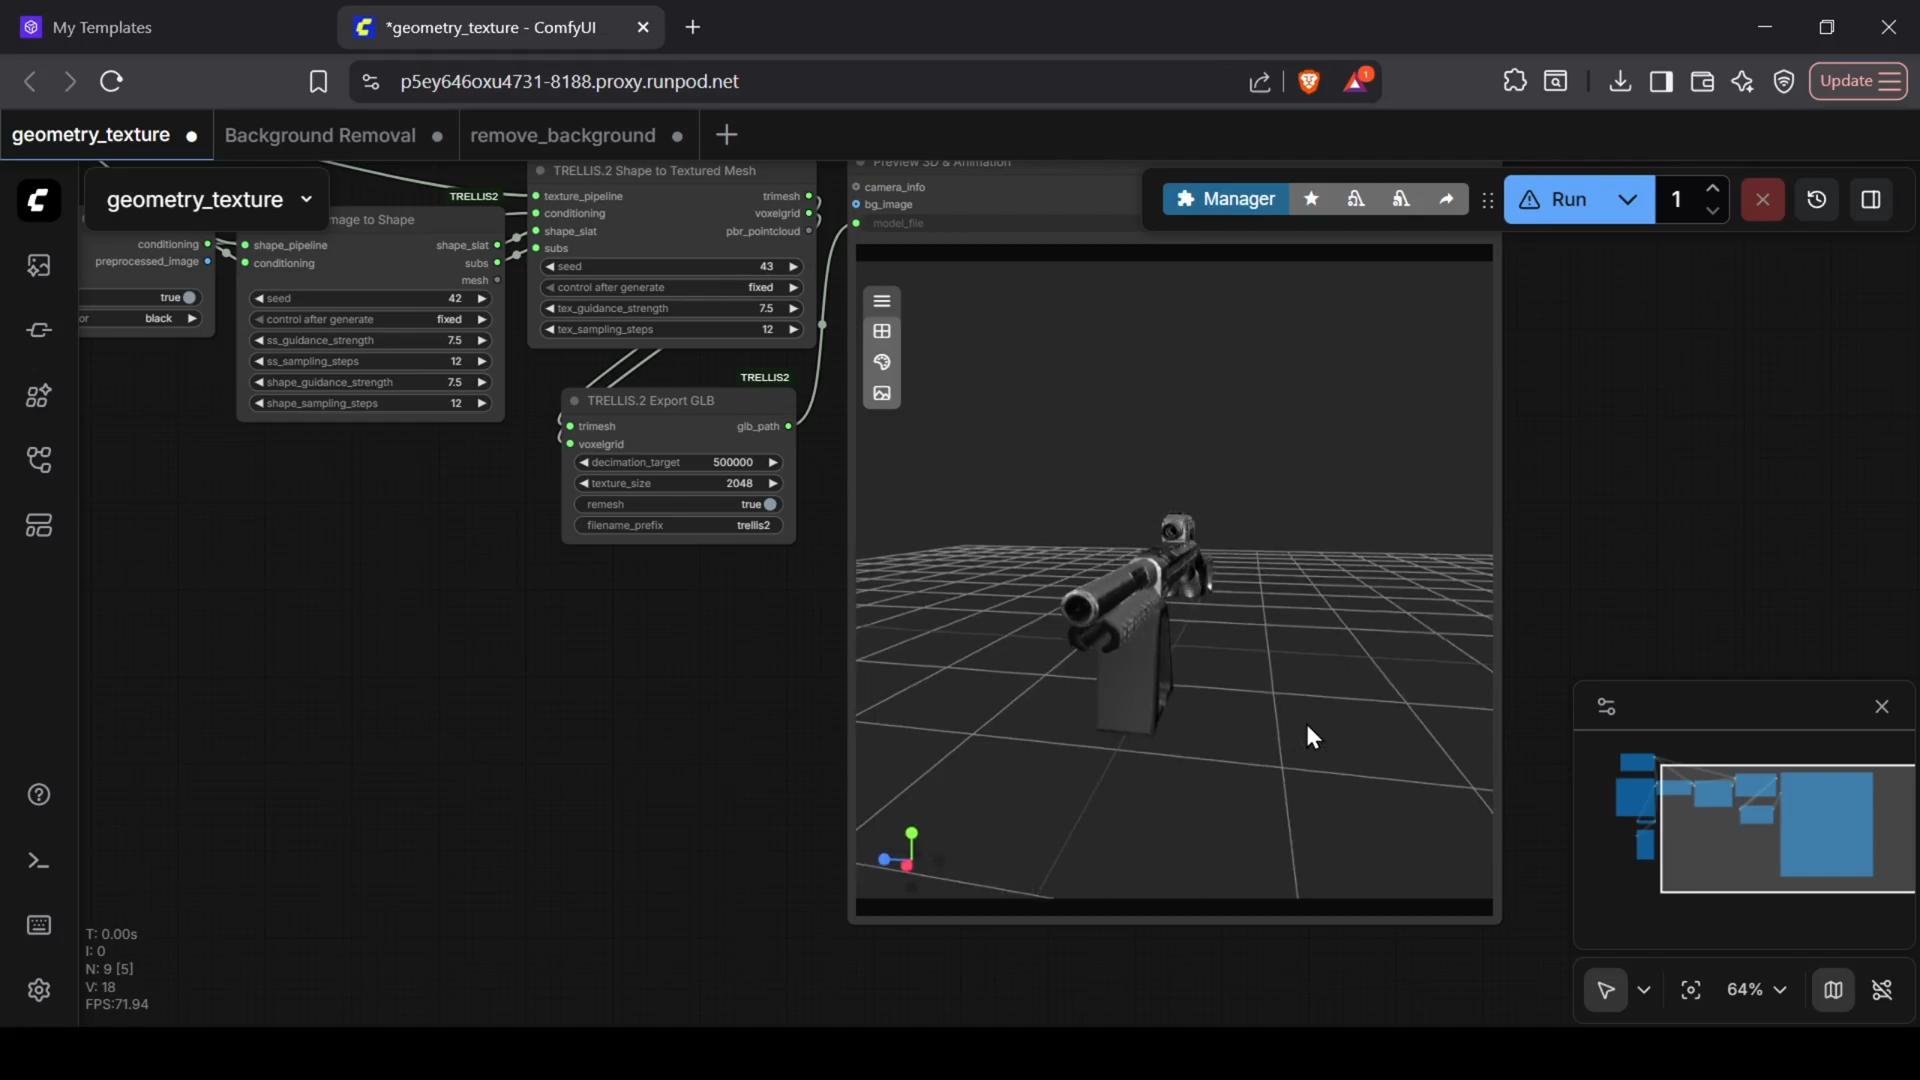 My Templates
*geometry_texture - ComfyUI
p5ey646oxu4731-8188.proxy.runpod.net
1
Update
geometry_texture
Background Removal
remove_background
geometry_texture
Manager
Run
1
conditioning
preprocessed_image
true
or black
mage to Shape
shape_pipeline shape_slat
conditioning subs
mesh
seed 42
control after generate fixed
ss_guidance_strength 7.5
ss_sampling_steps 12
shape_guidance_strength 7.5
shape_sampling_steps 12
TRELLIS2
TRELLIS.2 Shape to Textured Mesh
texture_pipeline trimesh
conditioning voxelgrid
shape_slat pbr_pointcloud
subs
seed 43
control after generate fixed
tex_guidance_strength 7.5
tex_sampling_steps 12
TRELLIS2
TRELLIS.2 Export GLB
trimesh glb_path
voxelgrid
decimation_target 500000
texture_size 2048
remesh true
filename_prefix trellis2
Preview 3D & Animation
camera_info
bg_image
model_file
T: 0.00s
I: 0
N: 9 [5]
V: 18
FPS:71.94
64%